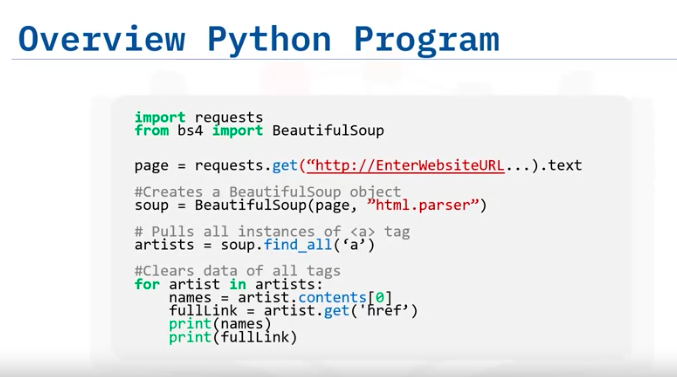 Overview Python Program
import requests
from bs4 import BeautifulSoup
page = requests.get(“http://EnterWebsiteURL...).text
#Creates a BeautifulSoup object
soup = BeautifulSoup(page, ”html.parser”)
# Pulls all instances of <a> tag
artists = soup.find_all(‘a’)
#Clears data of all tags
for artist in artists:
    names = artist.contents[0]
    fullLink = artist.get('href’)
    print(names)
    print(fullLink)